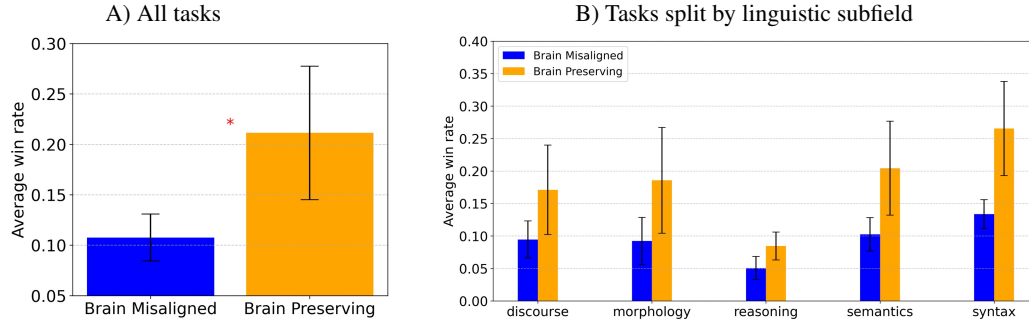 A) All tasks
0.30
0.25
0.20
0.15
0.10
0.05
Average win rate
*
Brain Misaligned Brain Preserving
B) Tasks split by linguistic subfield
0.40
0.35
0.30
0.25
0.20
0.15
0.10
0.05
0.00
Average win rate
Brain Misaligned
Brain Preserving
discourse morphology reasoning semantics syntax